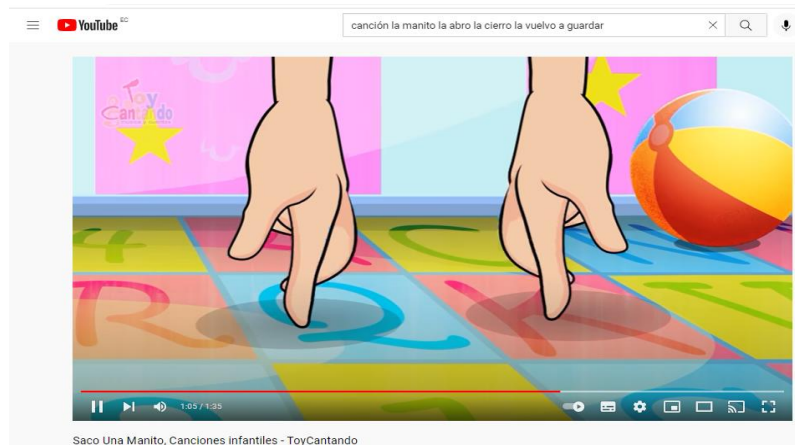 YouTube EC
canción la manito la abro la cierro la vuelvo a guardar
Toy
Cantando
4
R Q X
1:05 / 1:35
Saco Una Manito, Canciones infantiles - ToyCantando